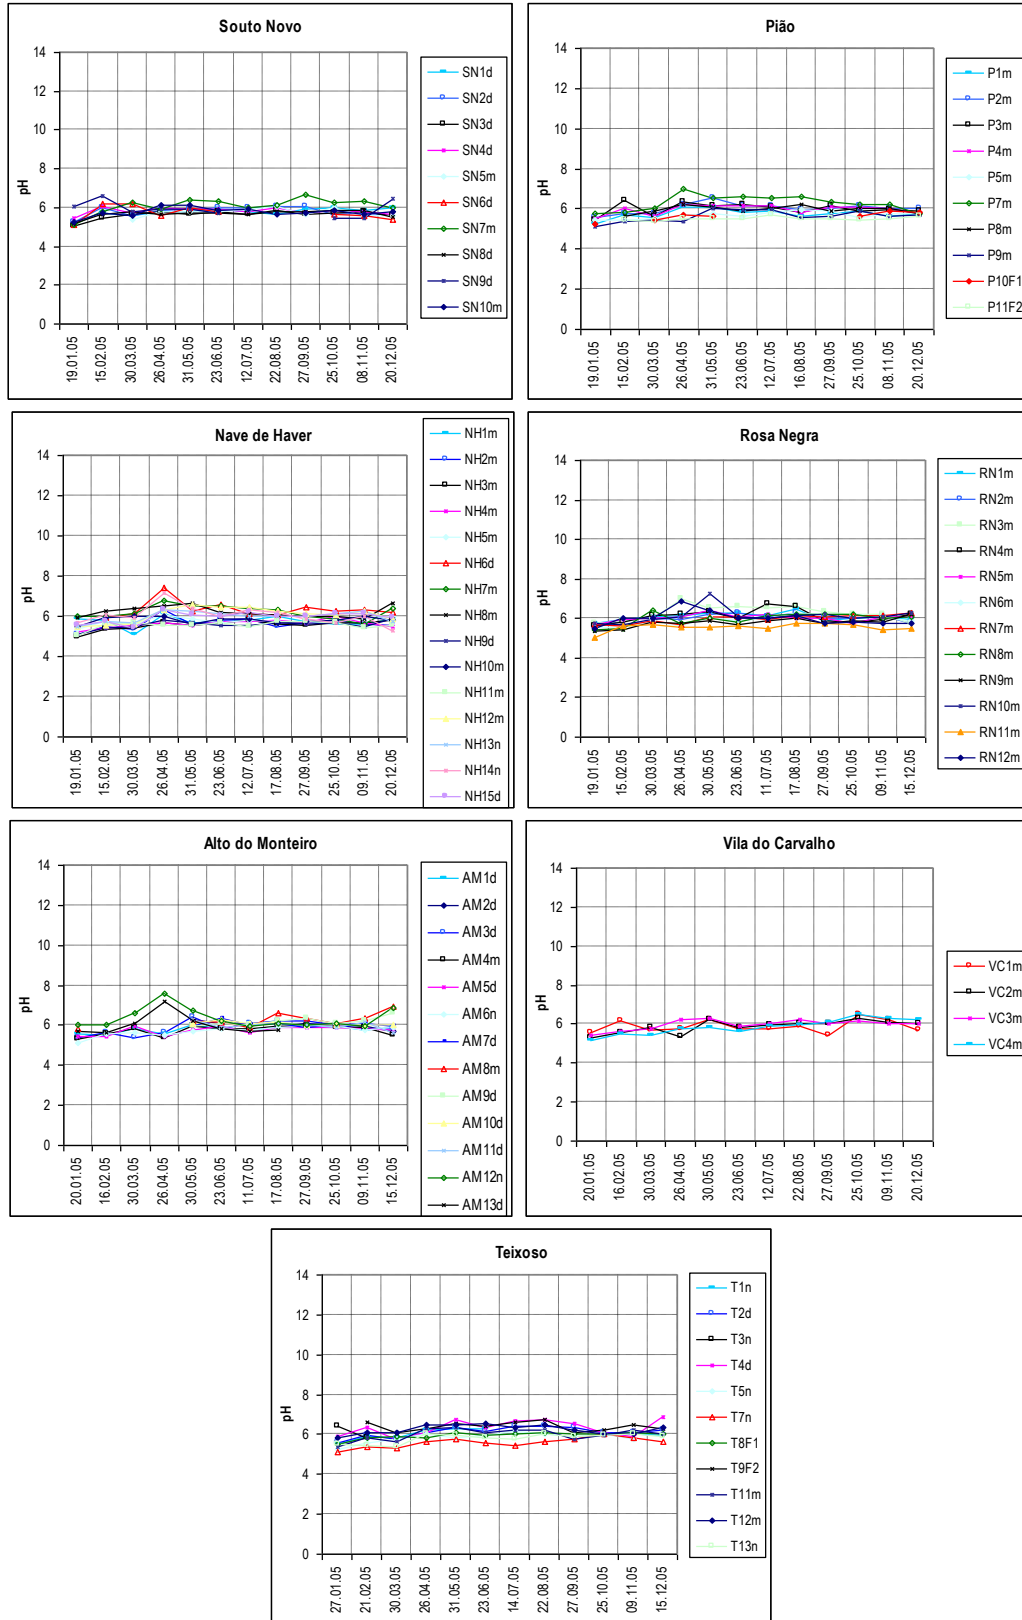 Souto Novo
pH
14
12
10
8
6
4
2
0
19.01.05
15.02.05
30.03.05
26.04.05
31.05.05
23.06.05
12.07.05
23.08.05
27.09.05
25.10.05
08.11.05
20.12.05
SN1d
SN2d
SN3d
SN4d
SN5m
SN6d
SN7m
SN8d
SN9d
SN10m
Pião
pH
14
12
10
8
6
4
2
0
19.01.05
15.02.05
30.03.05
26.04.05
31.05.05
23.06.05
12.07.05
16.08.05
27.09.05
25.10.05
08.11.05
20.12.05
P1m
P2m
P3m
P4m
P5m
P7m
P8m
P9m
P10F1
P11F2
Nave de Haver
pH
14
12
10
8
6
4
2
0
19.01.05
15.02.05
30.03.05
26.04.05
31.05.05
23.06.05
12.07.05
17.08.05
27.09.05
25.10.05
09.11.05
20.12.05
NH1m
NH2m
NH3m
NH4m
NH5m
NH6d
NH7m
NH8m
NH9d
NH10m
NH11m
NH12m
NH13n
NH14n
NH15d
Rosa Negra
pH
14
12
10
8
6
4
2
0
19.01.05
15.02.05
30.03.05
26.04.05
30.05.05
23.06.05
11.07.05
17.08.05
27.09.05
25.10.05
09.11.05
15.12.05
RN1m
RN2m
RN3m
RN4m
RN5m
RN6m
RN7m
RN8m
RN9m
RN10m
RN11m
RN12m
Alto do Monteiro
pH
14
12
10
8
6
4
2
0
20.01.05
16.02.05
30.03.05
26.04.05
30.05.05
23.06.05
11.07.05
17.08.05
27.09.05
25.10.05
09.11.05
15.12.05
AM1d
AM2d
AM3d
AM4m
AM5d
AM6n
AM7d
AM8m
AM9d
AM10d
AM11d
AM12n
AM13d
Vila do Carvalho
pH
14
12
10
8
6
4
2
0
20.01.05
16.02.05
30.03.05
26.04.05
30.05.05
23.06.05
12.07.05
22.08.05
27.09.05
25.10.05
09.11.05
20.12.05
VC1m
VC2m
VC3m
VC4m
Teixoso
pH
14
12
10
8
6
4
2
0
27.01.05
21.02.05
30.03.05
26.04.05
31.05.05
23.06.05
14.07.05
22.08.05
27.09.05
25.10.05
09.11.05
15.12.05
T1n
T2d
T3n
T4d
T5n
T7n
T8F1
T9F2
T11m
T12m
T13n